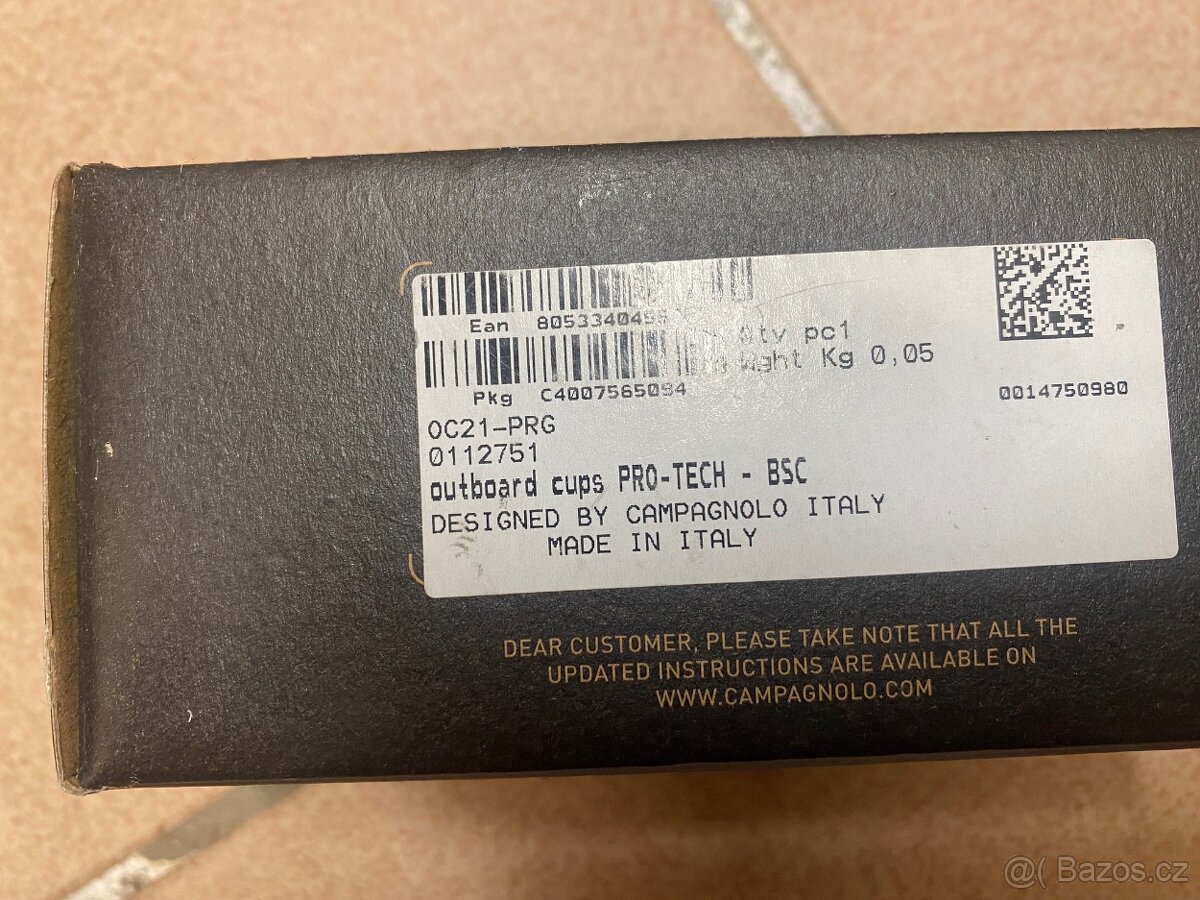 Ean 8053340455
Qty pc1
Pkg C4007565094
Wght Kg 0,05
0014750980
OC21-PRG
0112751
outboard cups PRO-TECH - BSC
DESIGNED BY CAMPAGNOLO ITALY
MADE IN ITALY
DEAR CUSTOMER, PLEASE TAKE NOTE THAT ALL THE
UPDATED INSTRUCTIONS ARE AVAILABLE ON
WWW.CAMPAGNOLO.COM
@( Bazos.cz